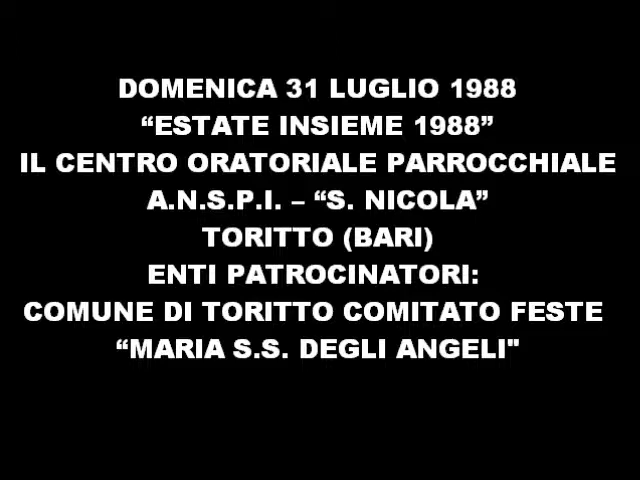 DOMENICA 31 LUGLIO 1988
“ESTATE INSIEME 1988”
IL CENTRO ORATORIALE PARROCCHIALE
A.N.S.P.I. – “S. NICOLA”
TORITTO (BARI)
ENTI PATROCINATORI:
COMUNE DI TORITTO COMITATO FESTE
“MARIA S.S. DEGLI ANGELI"